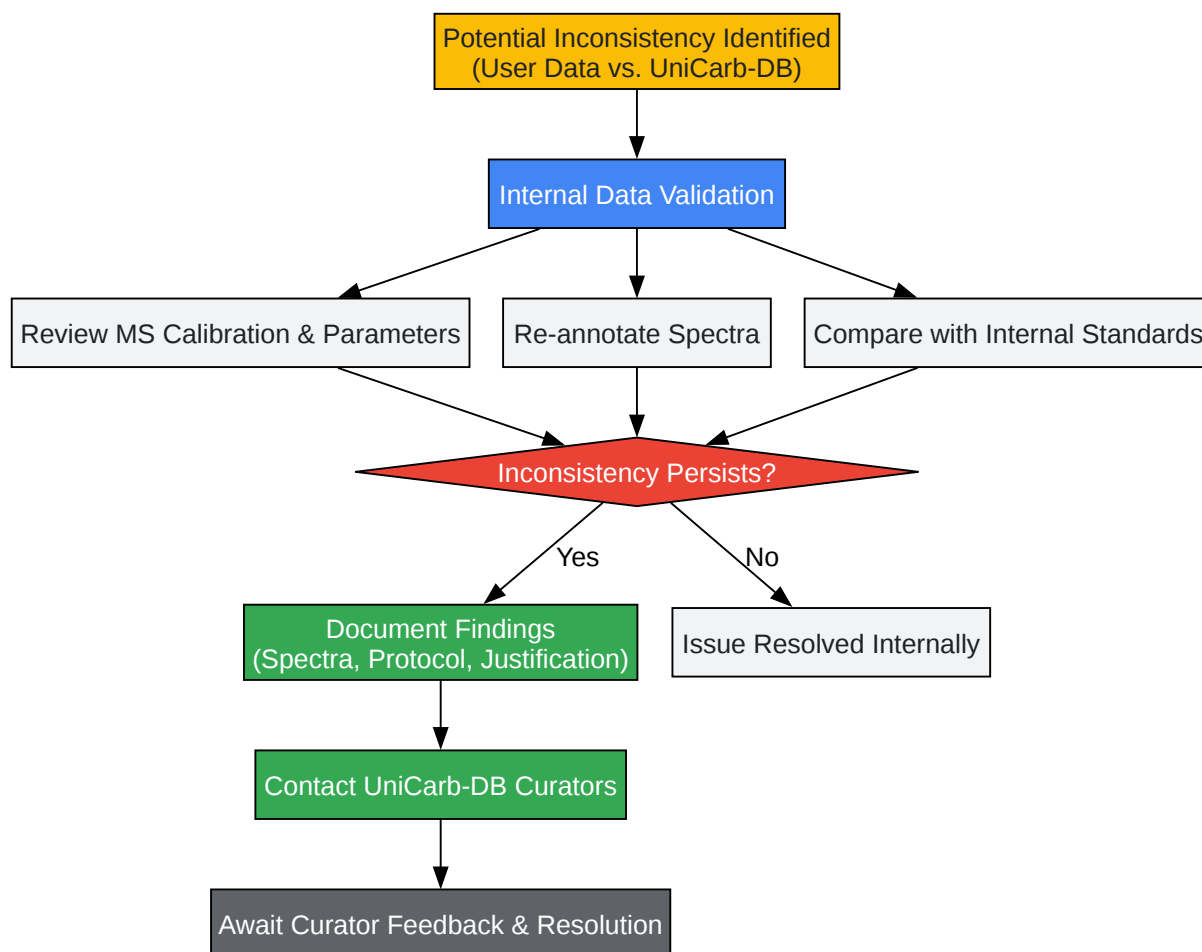 Potential Inconsistency Identified
(User Data vs. UniCarb-DB)
Internal Data Validation
Review MS Calibration & Parameters
Re-annotate Spectra
Compare with Internal Standards
Inconsistency Persists?
Yes
No
Document Findings
(Spectra, Protocol, Justification)
Issue Resolved Internally
Contact UniCarb-DB Curators
Await Curator Feedback & Resolution